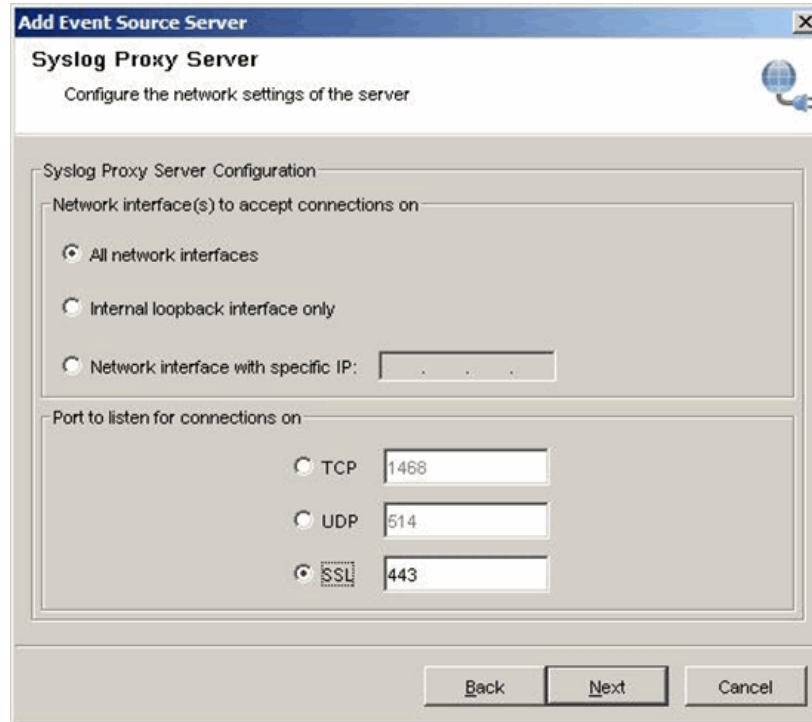 Add Event Source Server
Syslog Proxy Server
Configure the network settings of the server
Syslog Proxy Server Configuration
Network interface(s) to accept connections on
All network interfaces
Internal loopback interface only
Network interface with specific IP: . . .
Port to listen for connections on
TCP 1468
UDP 514
SSL 443
Back Next Cancel